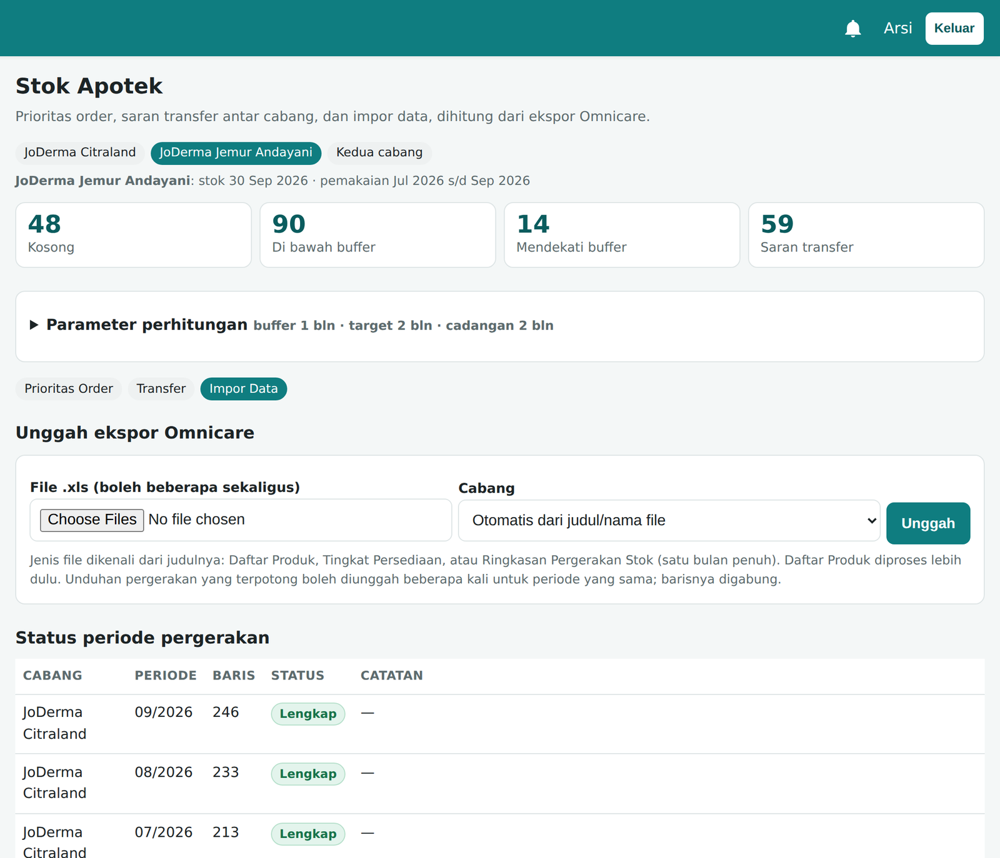 Arsi
Keluar
Stok Apotek
Prioritas order, saran transfer antar cabang, dan impor data, dihitung dari ekspor Omnicare.
JoDerma Citraland
JoDerma Jemur Andayani
Kedua cabang
JoDerma Jemur Andayani: stok 30 Sep 2026 · pemakaian Jul 2026 s/d Sep 2026
48
Kosong
90
Di bawah buffer
14
Mendekati buffer
59
Saran transfer
Parameter perhitungan buffer 1 bln · target 2 bln · cadangan 2 bln
Prioritas Order
Transfer
Impor Data
Unggah ekspor Omnicare
File .xls (boleh beberapa sekaligus)
Choose Files No file chosen
Cabang
Otomatis dari judul/nama file
Unggah
Jenis file dikenali dari judulnya: Daftar Produk, Tingkat Persediaan, atau Ringkasan Pergerakan Stok (satu bulan penuh). Daftar Produk diproses lebih
dulu. Unduhan pergerakan yang terpotong boleh diunggah beberapa kali untuk periode yang sama; barisnya digabung.
Status periode pergerakan
CABANG PERIODE BARIS STATUS CATATAN
JoDerma Citraland 09/2026 246 Lengkap —
JoDerma Citraland 08/2026 233 Lengkap —
JoDerma Citraland 07/2026 213 Lengkap —